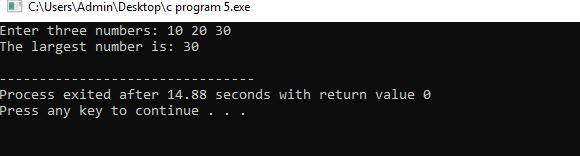 C:\Users\Admin\Desktop\c program 5.exe
Enter three numbers: 10 20 30
The largest number is: 30
--------------------------------
Process exited after 14.88 seconds with return value 0
Press any key to continue . . .